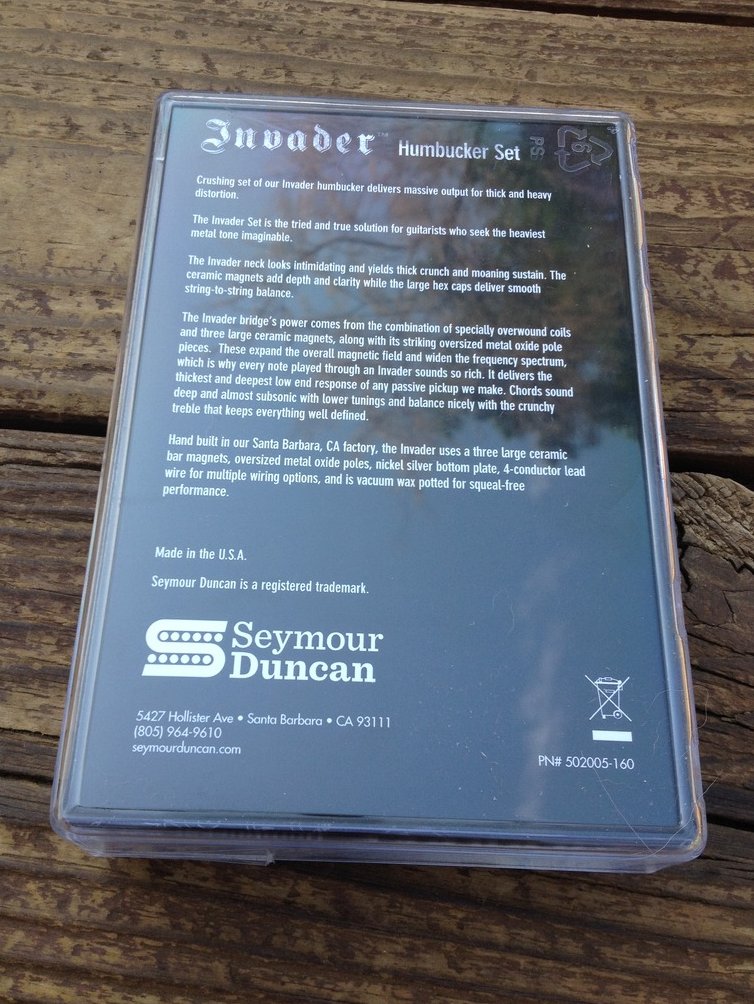 Invader™ Humbucker Set
PS
6
Crushing set of our Invader humbucker delivers massive output for thick and heavy
distortion.
The Invader Set is the tried and true solution for guitarists who seek the heaviest
metal tone imaginable.
The Invader neck looks intimidating and yields thick crunch and moaning sustain. The
ceramic magnets add depth and clarity while the large hex caps deliver smooth
string-to-string balance.
The Invader bridge's power comes from the combination of specially overwound coils
and three large ceramic magnets, along with its striking oversized metal oxide pole
pieces. These expand the overall magnetic field and widen the frequency spectrum,
which is why every note played through an Invader sounds so rich. It delivers the
thickest and deepest low end response of any passive pickup we make. Chords sound
deep and almost subsonic with lower tunings and balance nicely with the crunchy
treble that keeps everything well defined.
Hand built in our Santa Barbara, CA factory, the Invader uses a three large ceramic
bar magnets, oversized metal oxide poles, nickel silver bottom plate, 4-conductor lead
wire for multiple wiring options, and is vacuum wax potted for squeal-free
performance.
Made in the U.S.A.
Seymour Duncan is a registered trademark.
Seymour
Duncan
5427 Hollister Ave • Santa Barbara • CA 93111
(805) 964-9610
seymourduncan.com
PN# 502005-160